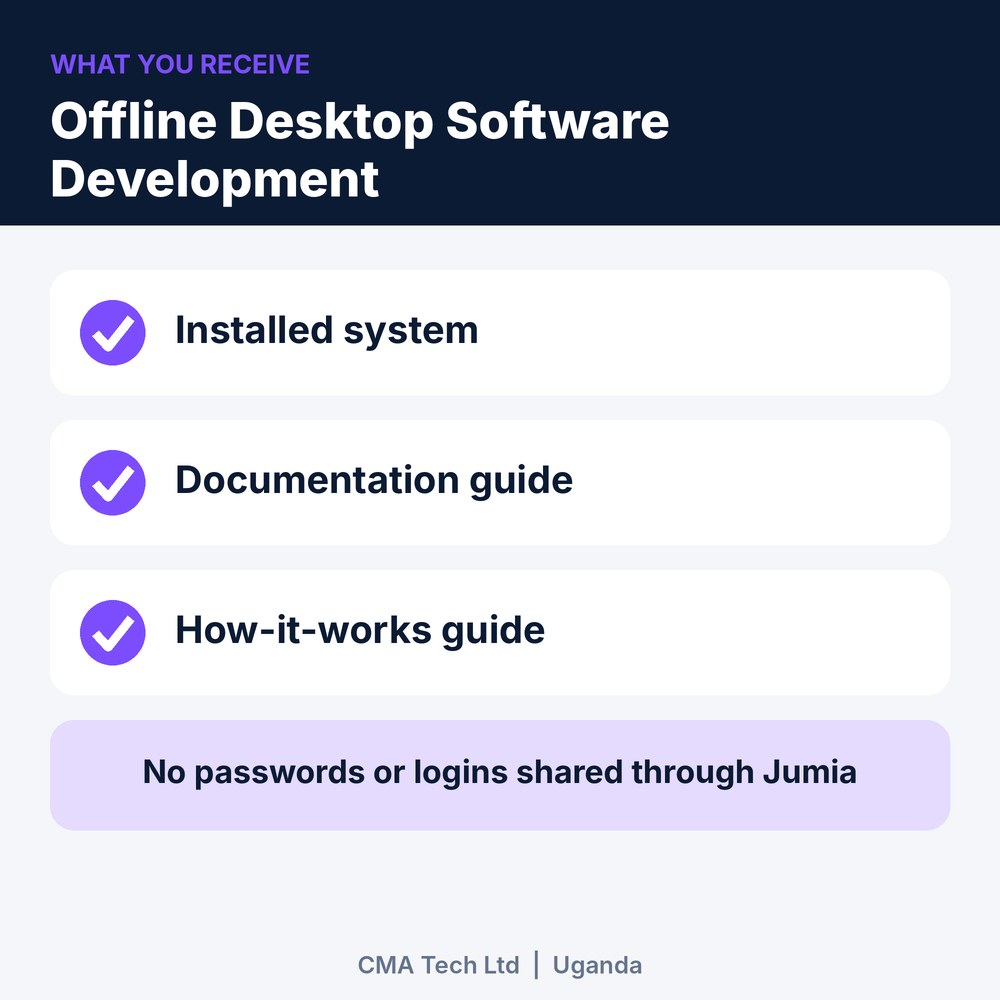 WHAT YOU RECEIVE
Offline Desktop Software
Development
Installed system
Documentation guide
How-it-works guide
No passwords or logins shared through Jumia
CMA Tech Ltd | Uganda